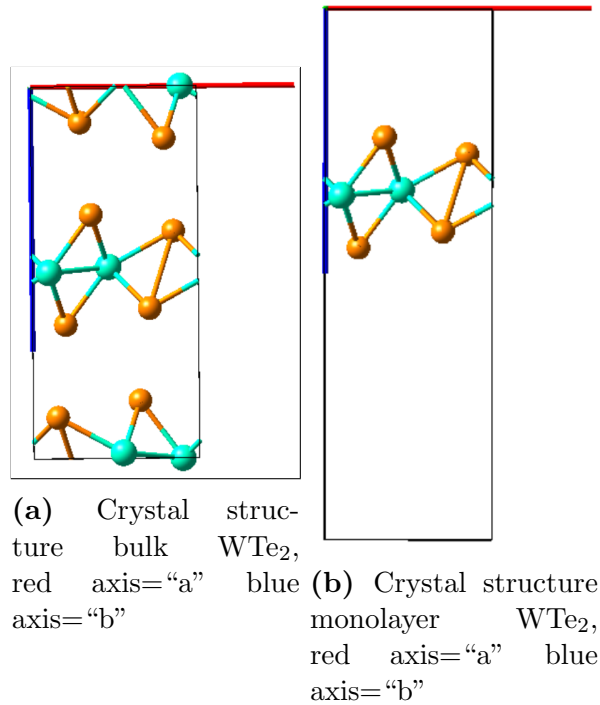 (a) Crystal struc-
ture bulk WTe₂,
red axis=“a” blue
axis=“b”
(b) Crystal structure
monolayer WTe₂,
red axis=“a” blue
axis=“b”